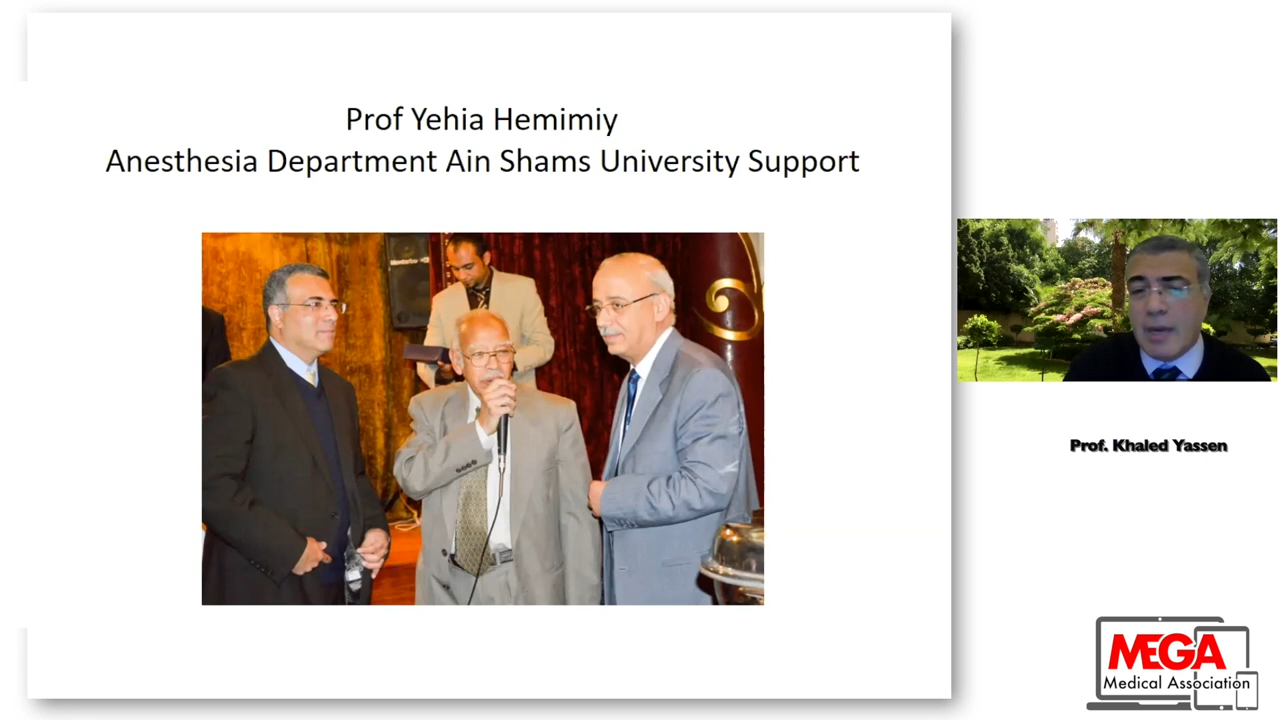 Prof Yehia Hemimiy
Anesthesia Department Ain Shams University Support
Prof. Khaled Yassen
MEGA
Medical Association